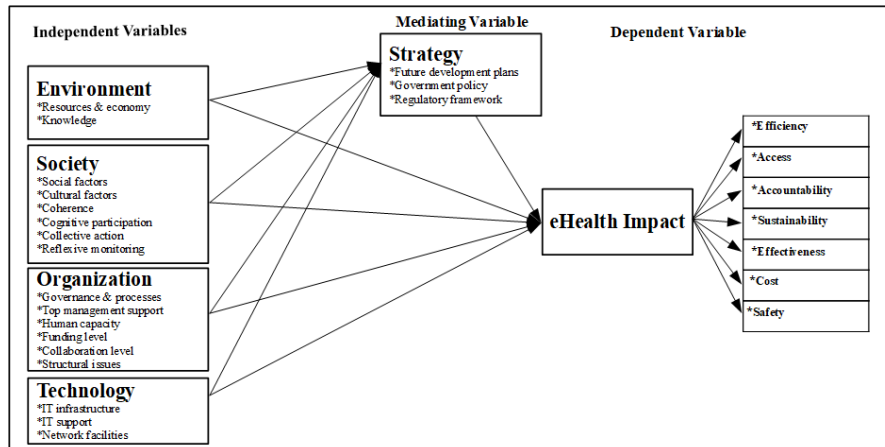 Independent Variables
Mediating Variable
Dependent Variable
Environment
*Resources & economy
*Knowledge
Society
*Social factors
*Cultural factors
*Coherence
*Cognitive participation
*Collective action
*Reflexive monitoring
Organization
*Governance & processes
*Top management support
*Human capacity
*Funding level
*Collaboration level
*Structural issues
Technology
*IT infrastructure
*IT support
*Network facilities
Strategy
*Future development plans
*Government policy
*Regulatory framework
eHealth Impact
*Efficiency
*Access
*Accountability
*Sustainability
*Effectiveness
*Cost
*Safety